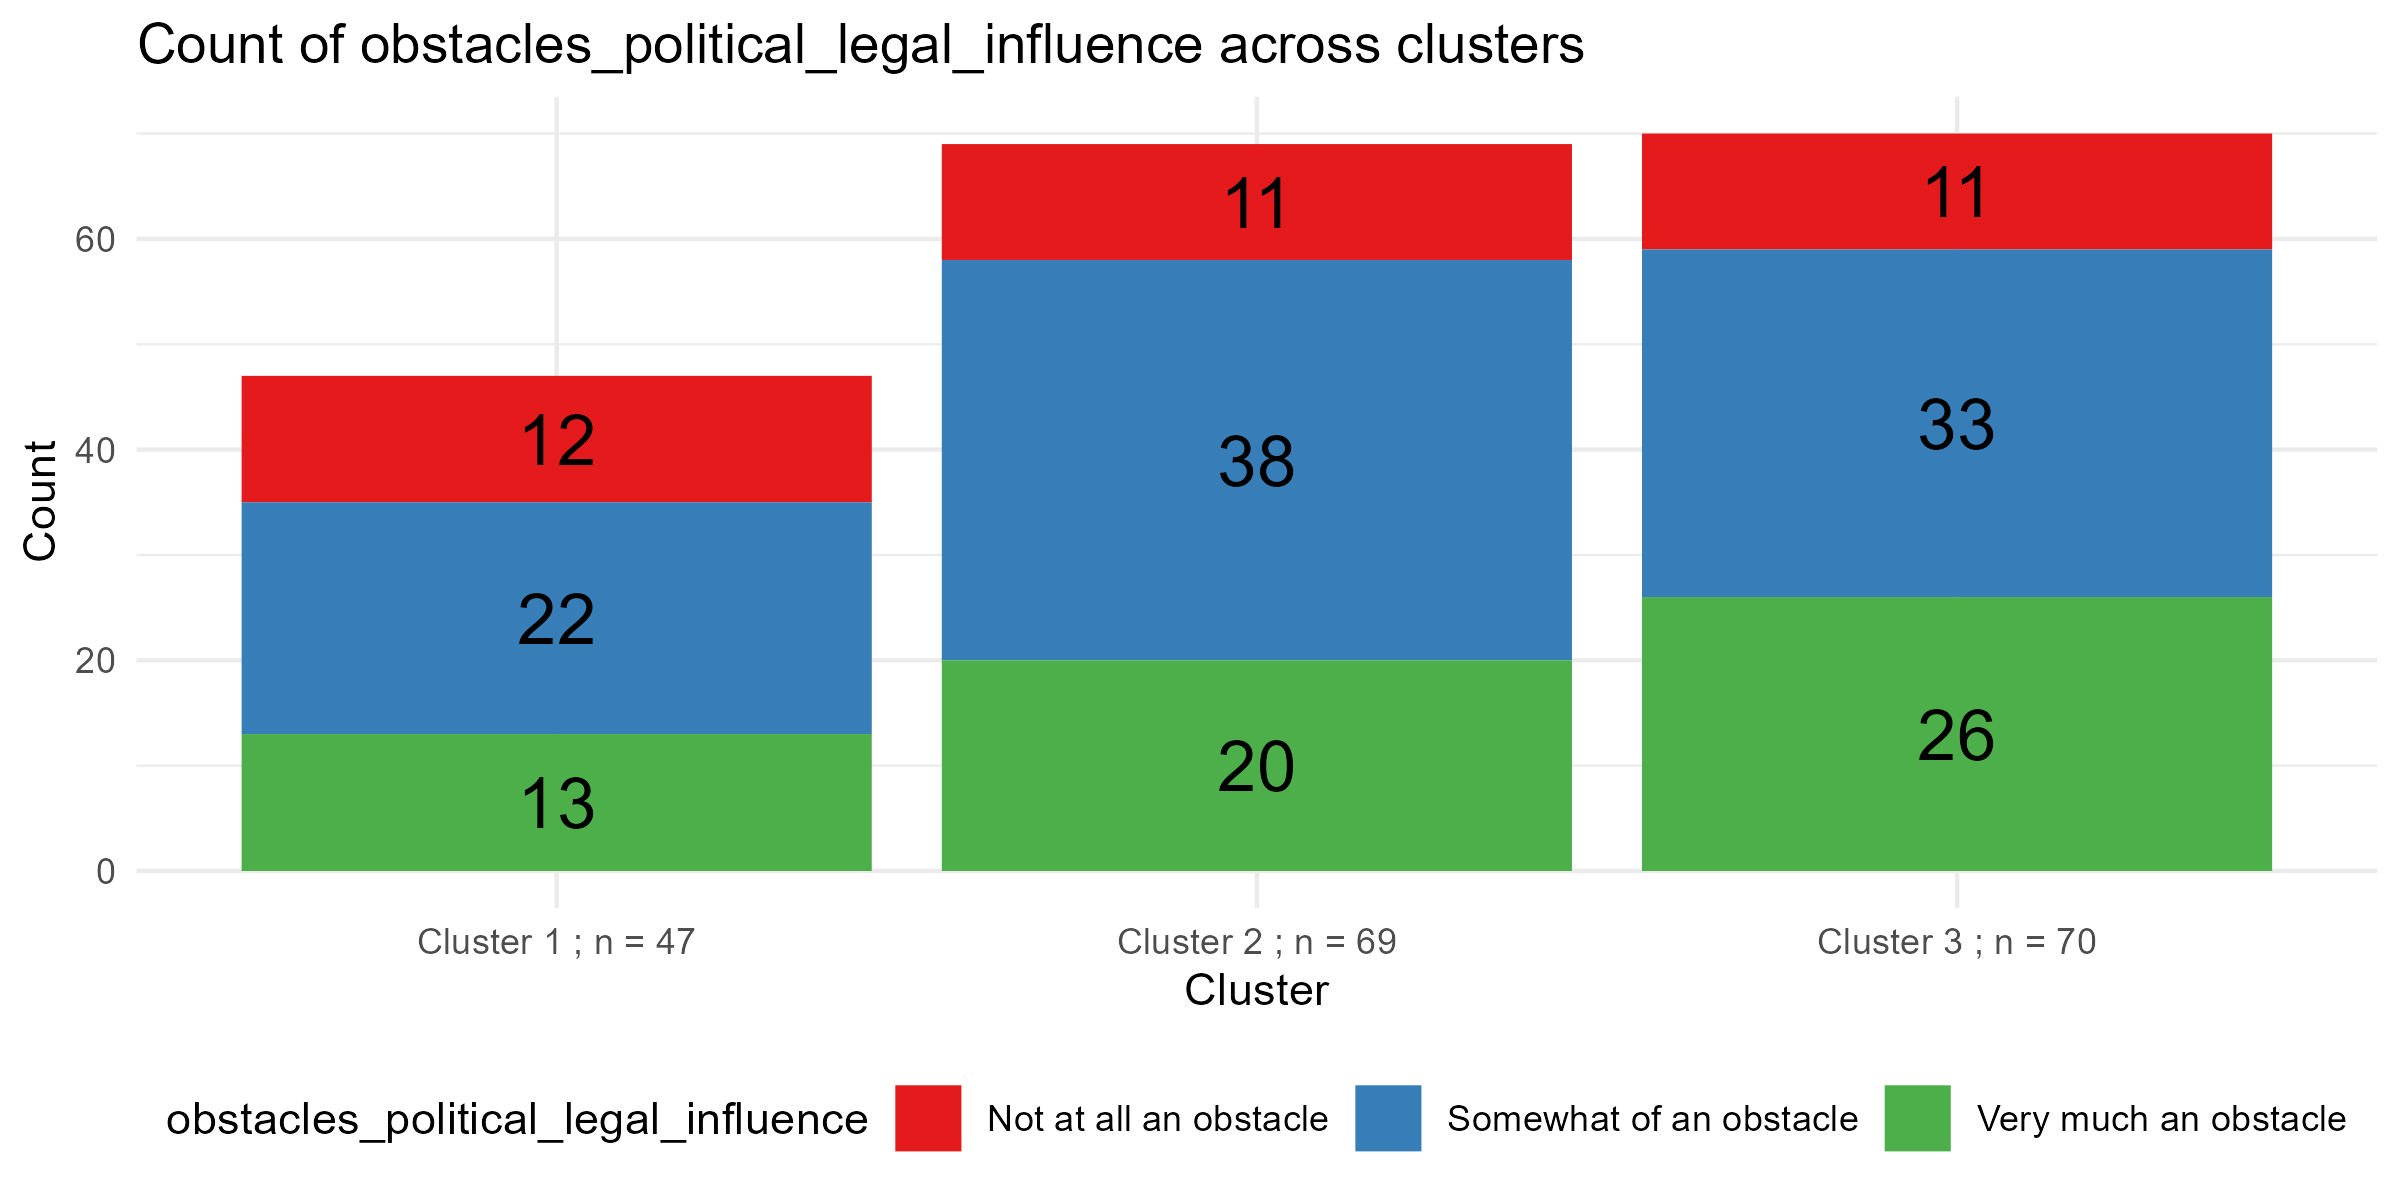 Count of obstacles_political_legal_influence across clusters
Count
60
40
20
0
12
22
13
11
38
20
11
33
26
Cluster 1 ; n = 47
Cluster 2 ; n = 69
Cluster 3 ; n = 70
Cluster
obstacles_political_legal_influence
Not at all an obstacle
Somewhat of an obstacle
Very much an obstacle